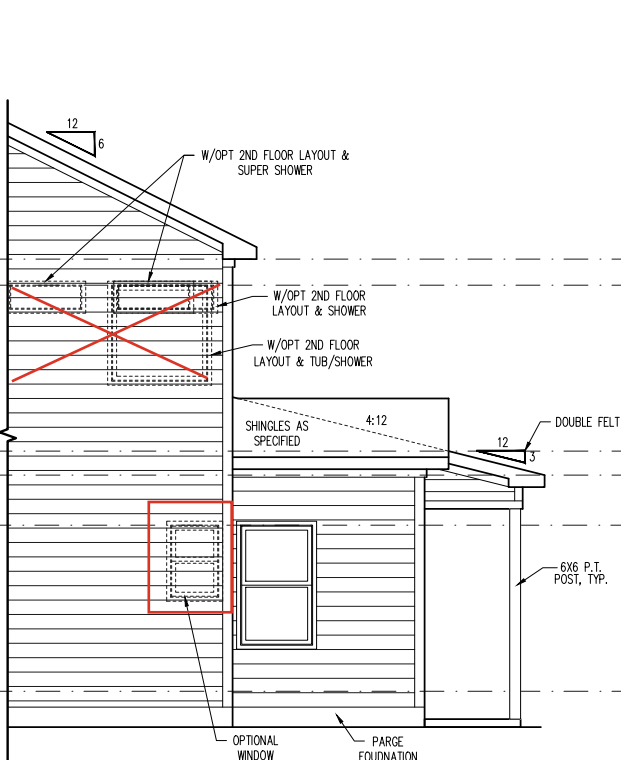 12
6
W/OPT 2ND FLOOR LAYOUT &
SUPER SHOWER
W/OPT 2ND FLOOR
LAYOUT & SHOWER
W/OPT 2ND FLOOR
LAYOUT & TUB/SHOWER
4:12
SHINGLES AS
SPECIFIED
12
3
DOUBLE FELT
6X6 P.T.
POST, TYP.
OPTIONAL
WINDOW
PARGE
FOUDNATION